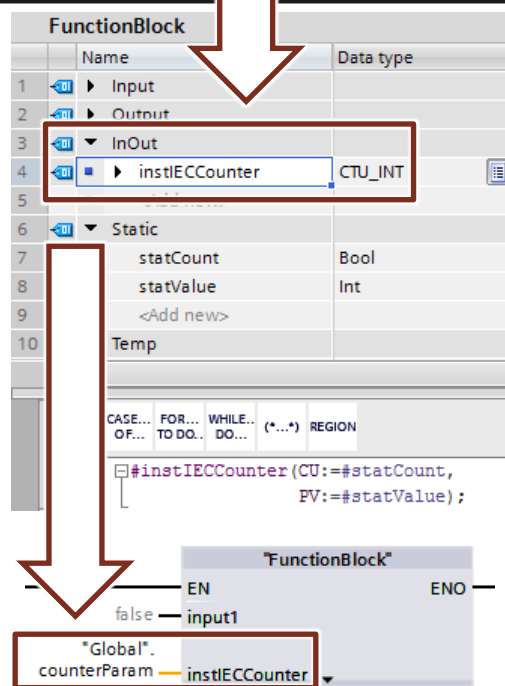 FunctionBlock
Name Data type
1 Input
2 Output
3 InOut
4 instIECCounter CTU_INT
5 <Add new>
6 Static
7 statCount Bool
8 statValue Int
9 <Add new>
10 Temp
CASE... FOR... WHILE.. (*...*) REGION
OF... TO DO.. DO...
#instIECCounter(CU:=#statCount,
PV:=#statValue);
"FunctionBlock"
EN ENO
false input1
"Global".
counterParam instIECCounter